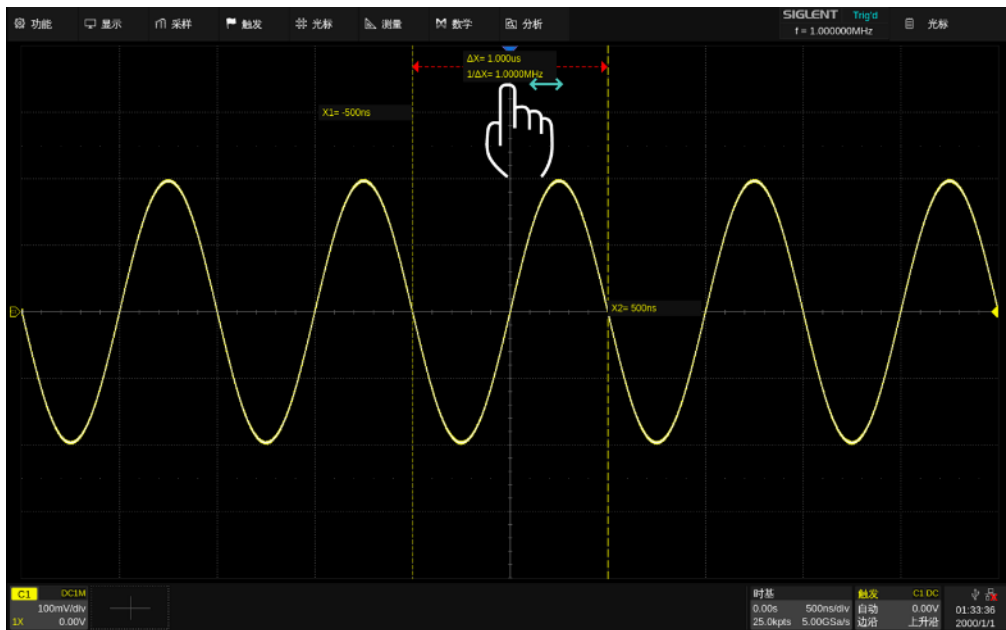 功能 显示 采样 触发 光标 测量 数学 分析
SIGLENT Trig'd
f = 1.000000MHz
光标
ΔX= 1.000us
1/ΔX= 1.0000MHz
X1= -500ns
X2= 500ns
C1 DC1M
100mV/div
1X 0.00V
时基
0.00s 500ns/div
25.0kpts 5.00GSa/s
触发 C1 DC
自动 0.00V
边沿 上升沿
01:33:36
2000/1/1